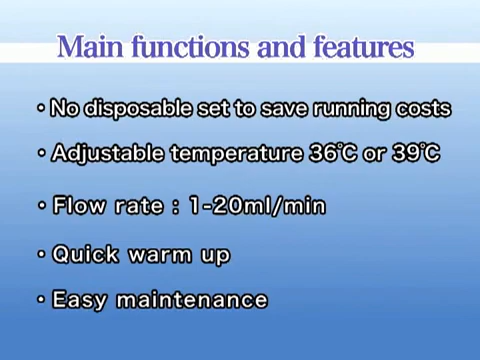 Main functions and features
・No disposable set to save running costs
・Adjustable temperature 36℃ or 39℃
・Flow rate : 1-20ml/min
・Quick warm up
・Easy maintenance